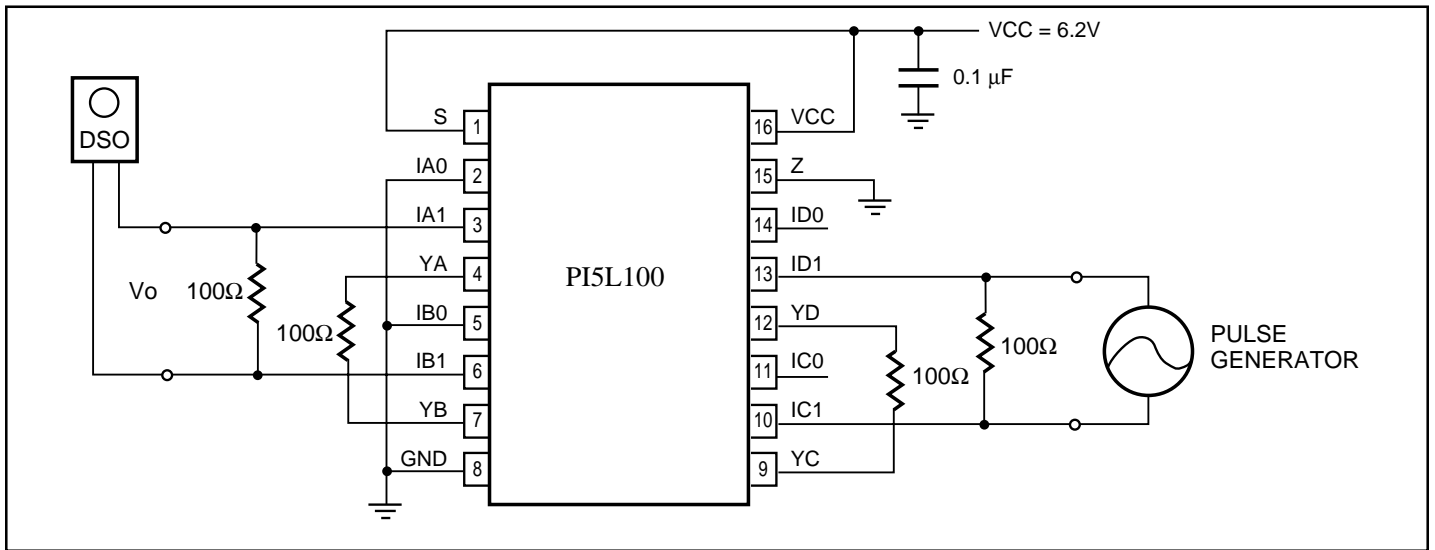 VCC = 6.2V
0.1 µF
DSO
S
1
IA0
2
IA1
3
YA
4
IB0
5
IB1
6
YB
7
GND
8
PI5L100
16
VCC
15
Z
14
ID0
13
ID1
12
YD
11
IC0
10
IC1
9
YC
Vo
100Ω
100Ω
100Ω
100Ω
PULSE
GENERATOR